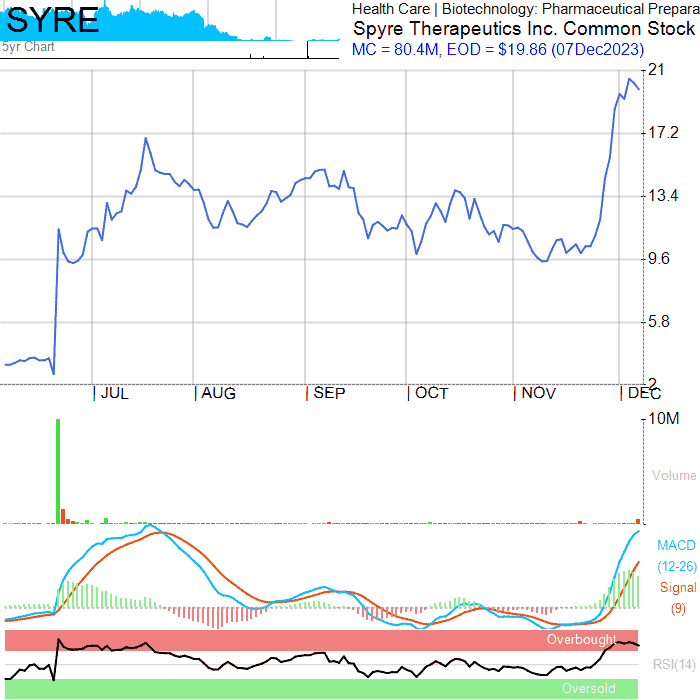 SYRE
Health Care | Biotechnology: Pharmaceutical Prepara
Spyre Therapeutics Inc. Common Stock
MC = 80.4M, EOD = $19.86 (07Dec2023)
5yr Chart
21
17.2
13.4
9.6
5.8
2
JUL
AUG
SEP
OCT
NOV
DEC
10M
Volume
MACD
(12-26)
Signal
(9)
Overbought
RSI(14)
Oversold